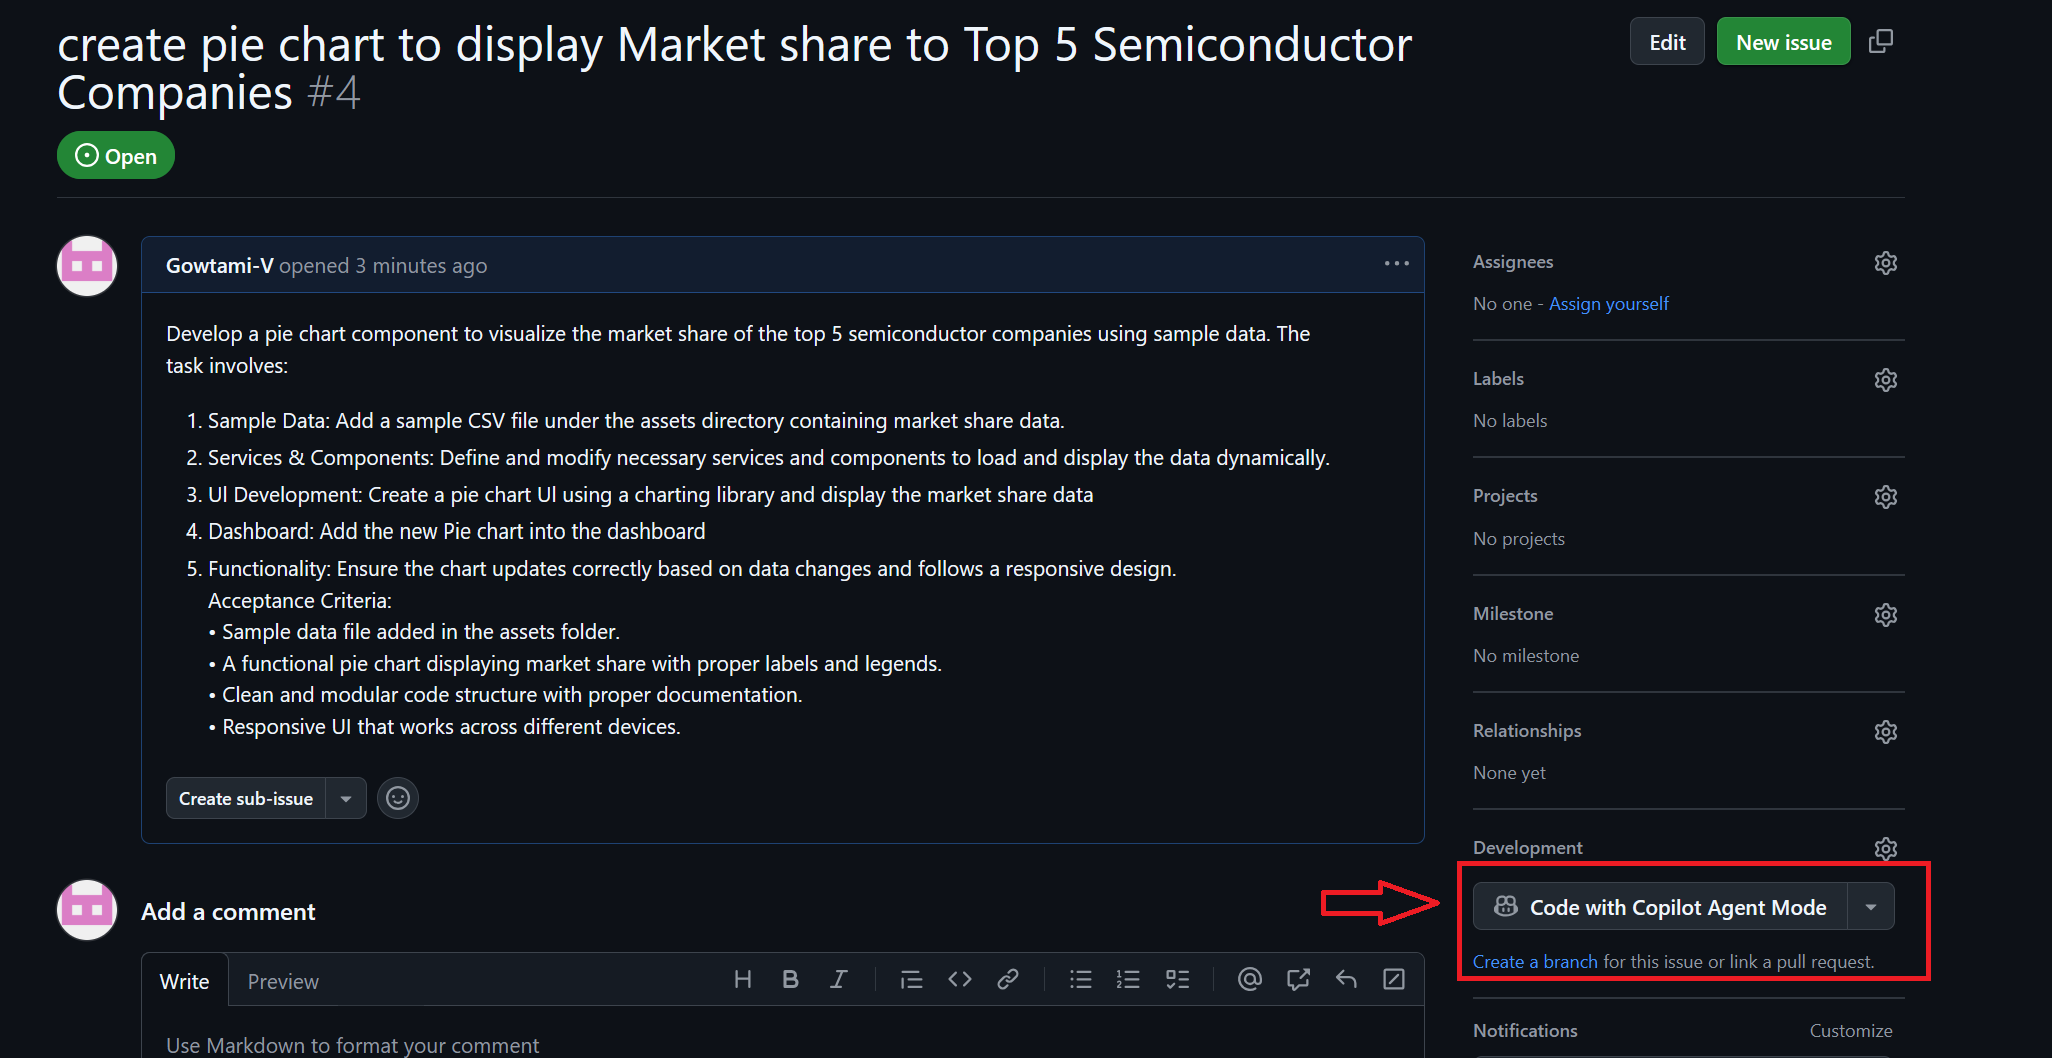 create pie chart to display Market share to Top 5 Semiconductor
Companies #4
Edit
New issue
Open
Gowtami-V opened 3 minutes ago
Develop a pie chart component to visualize the market share of the top 5 semiconductor companies using sample data. The
task involves:
1. Sample Data: Add a sample CSV file under the assets directory containing market share data.
2. Services & Components: Define and modify necessary services and components to load and display the data dynamically.
3. Ul Development: Create a pie chart Ul using a charting library and display the market share data
4. Dashboard: Add the new Pie chart into the dashboard
5. Functionality: Ensure the chart updates correctly based on data changes and follows a responsive design.
Acceptance Criteria:
• Sample data file added in the assets folder.
• A functional pie chart displaying market share with proper labels and legends.
• Clean and modular code structure with proper documentation.
• Responsive UI that works across different devices.
Create sub-issue
Add a comment
Write
Preview
Use Markdown to format your comment
Assignees
No one - Assign yourself
Labels
No labels
Projects
No projects
Milestone
No milestone
Relationships
None yet
Development
Code with Copilot Agent Mode
Create a branch for this issue or link a pull request.
Notifications
Customize